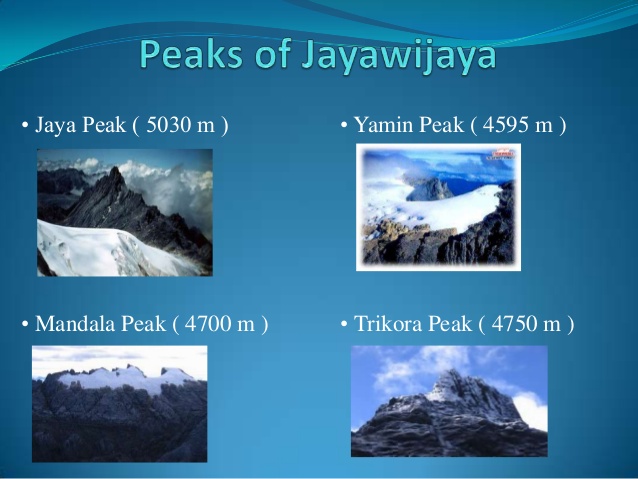 Peaks of Jayawijaya
• Jaya Peak ( 5030 m )
• Yamin Peak ( 4595 m )
• Mandala Peak ( 4700 m )
• Trikora Peak ( 4750 m )